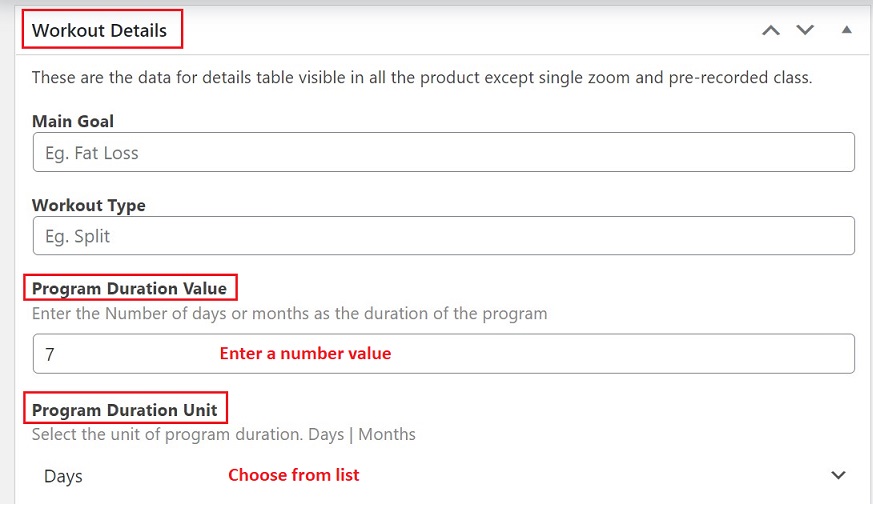 Workout Details
These are the data for details table visible in all the product except single zoom and pre-recorded class.
Main Goal
Eg. Fat Loss
Workout Type
Eg. Split
Program Duration Value
Enter the Number of days or months as the duration of the program
7 Enter a number value
Program Duration Unit
Select the unit of program duration. Days | Months
Days Choose from list